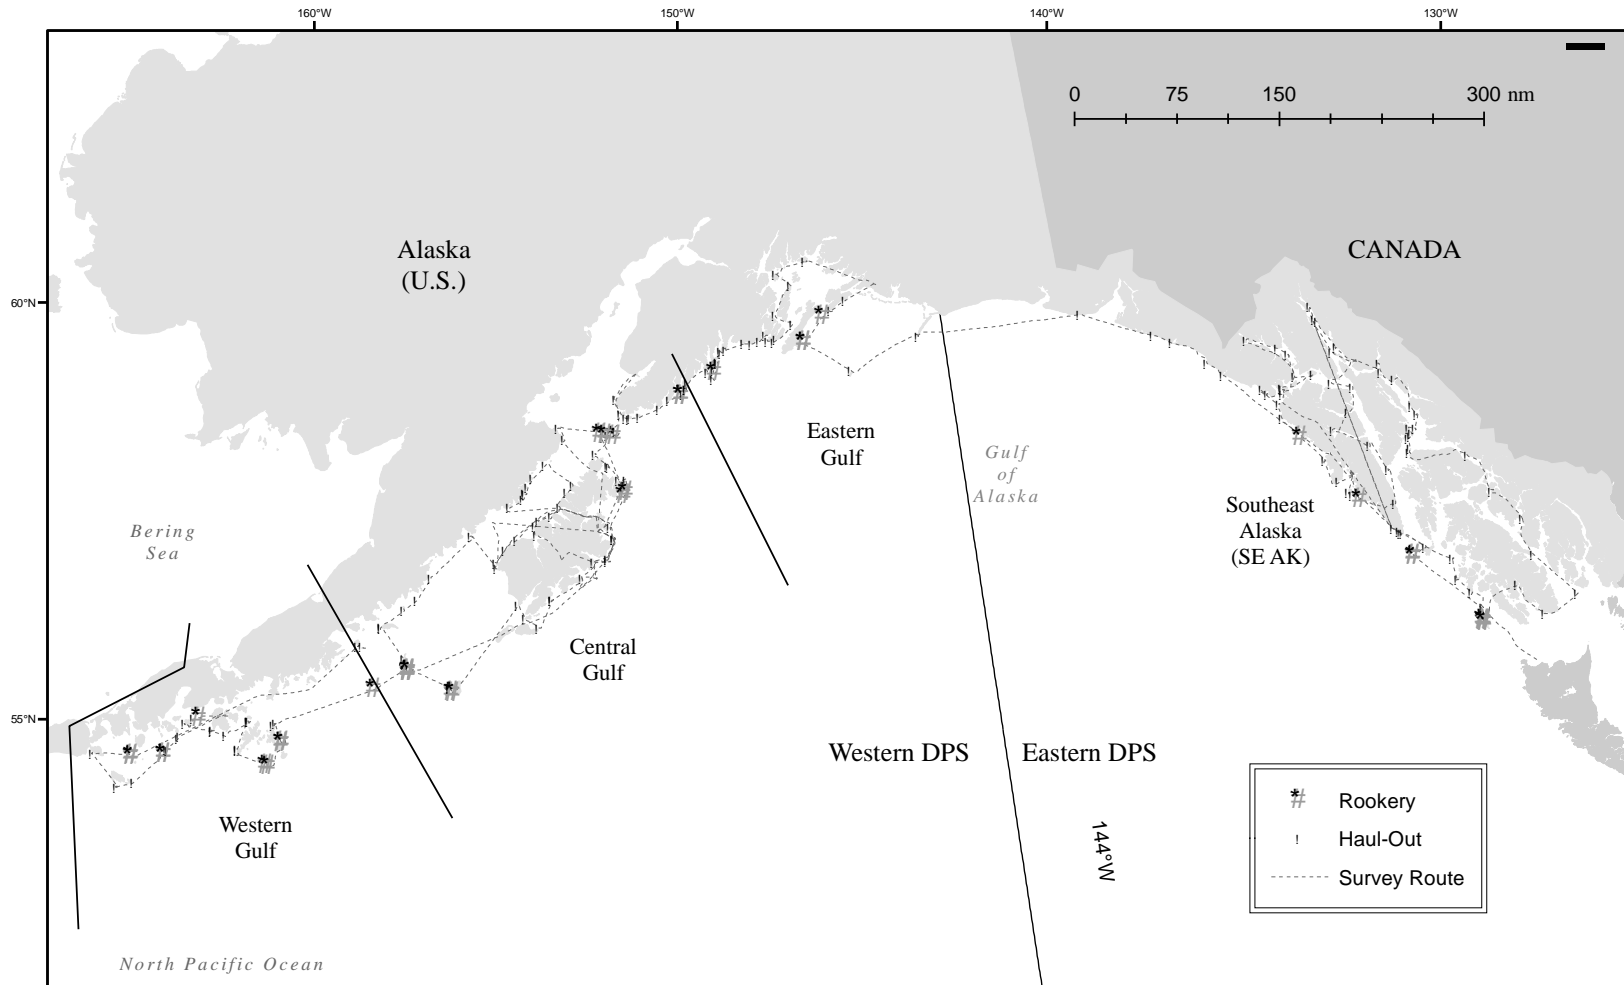 160°W
150°W
140°W
130°W
0
75
150
300 nm
Alaska
(U.S.)
CANADA
60°N
Eastern
Gulf
Gulf
of
Alaska
Southeast
Alaska
(SE AK)
Bering
Sea
Central
Gulf
55°N
Western DPS
Eastern DPS
Western
Gulf
144°W
Rookery
Haul-Out
Survey Route
North Pacific Ocean